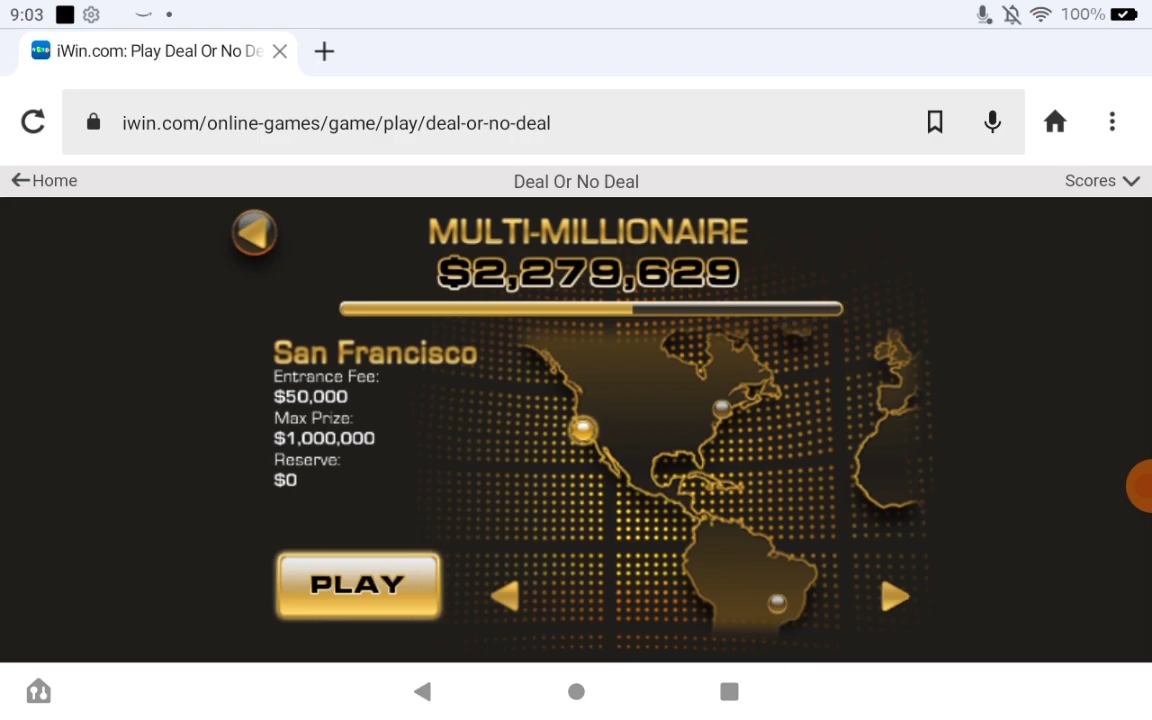 9:03
100%
iWin.com: Play Deal Or No De
iwin.com/online-games/game/play/deal-or-no-deal
Home
Deal Or No Deal
Scores
MULTI-MILLIONAIRE
$2,279,629
San Francisco
Entrance Fee:
$50,000
Max Prize:
$1,000,000
Reserve:
$0
PLAY